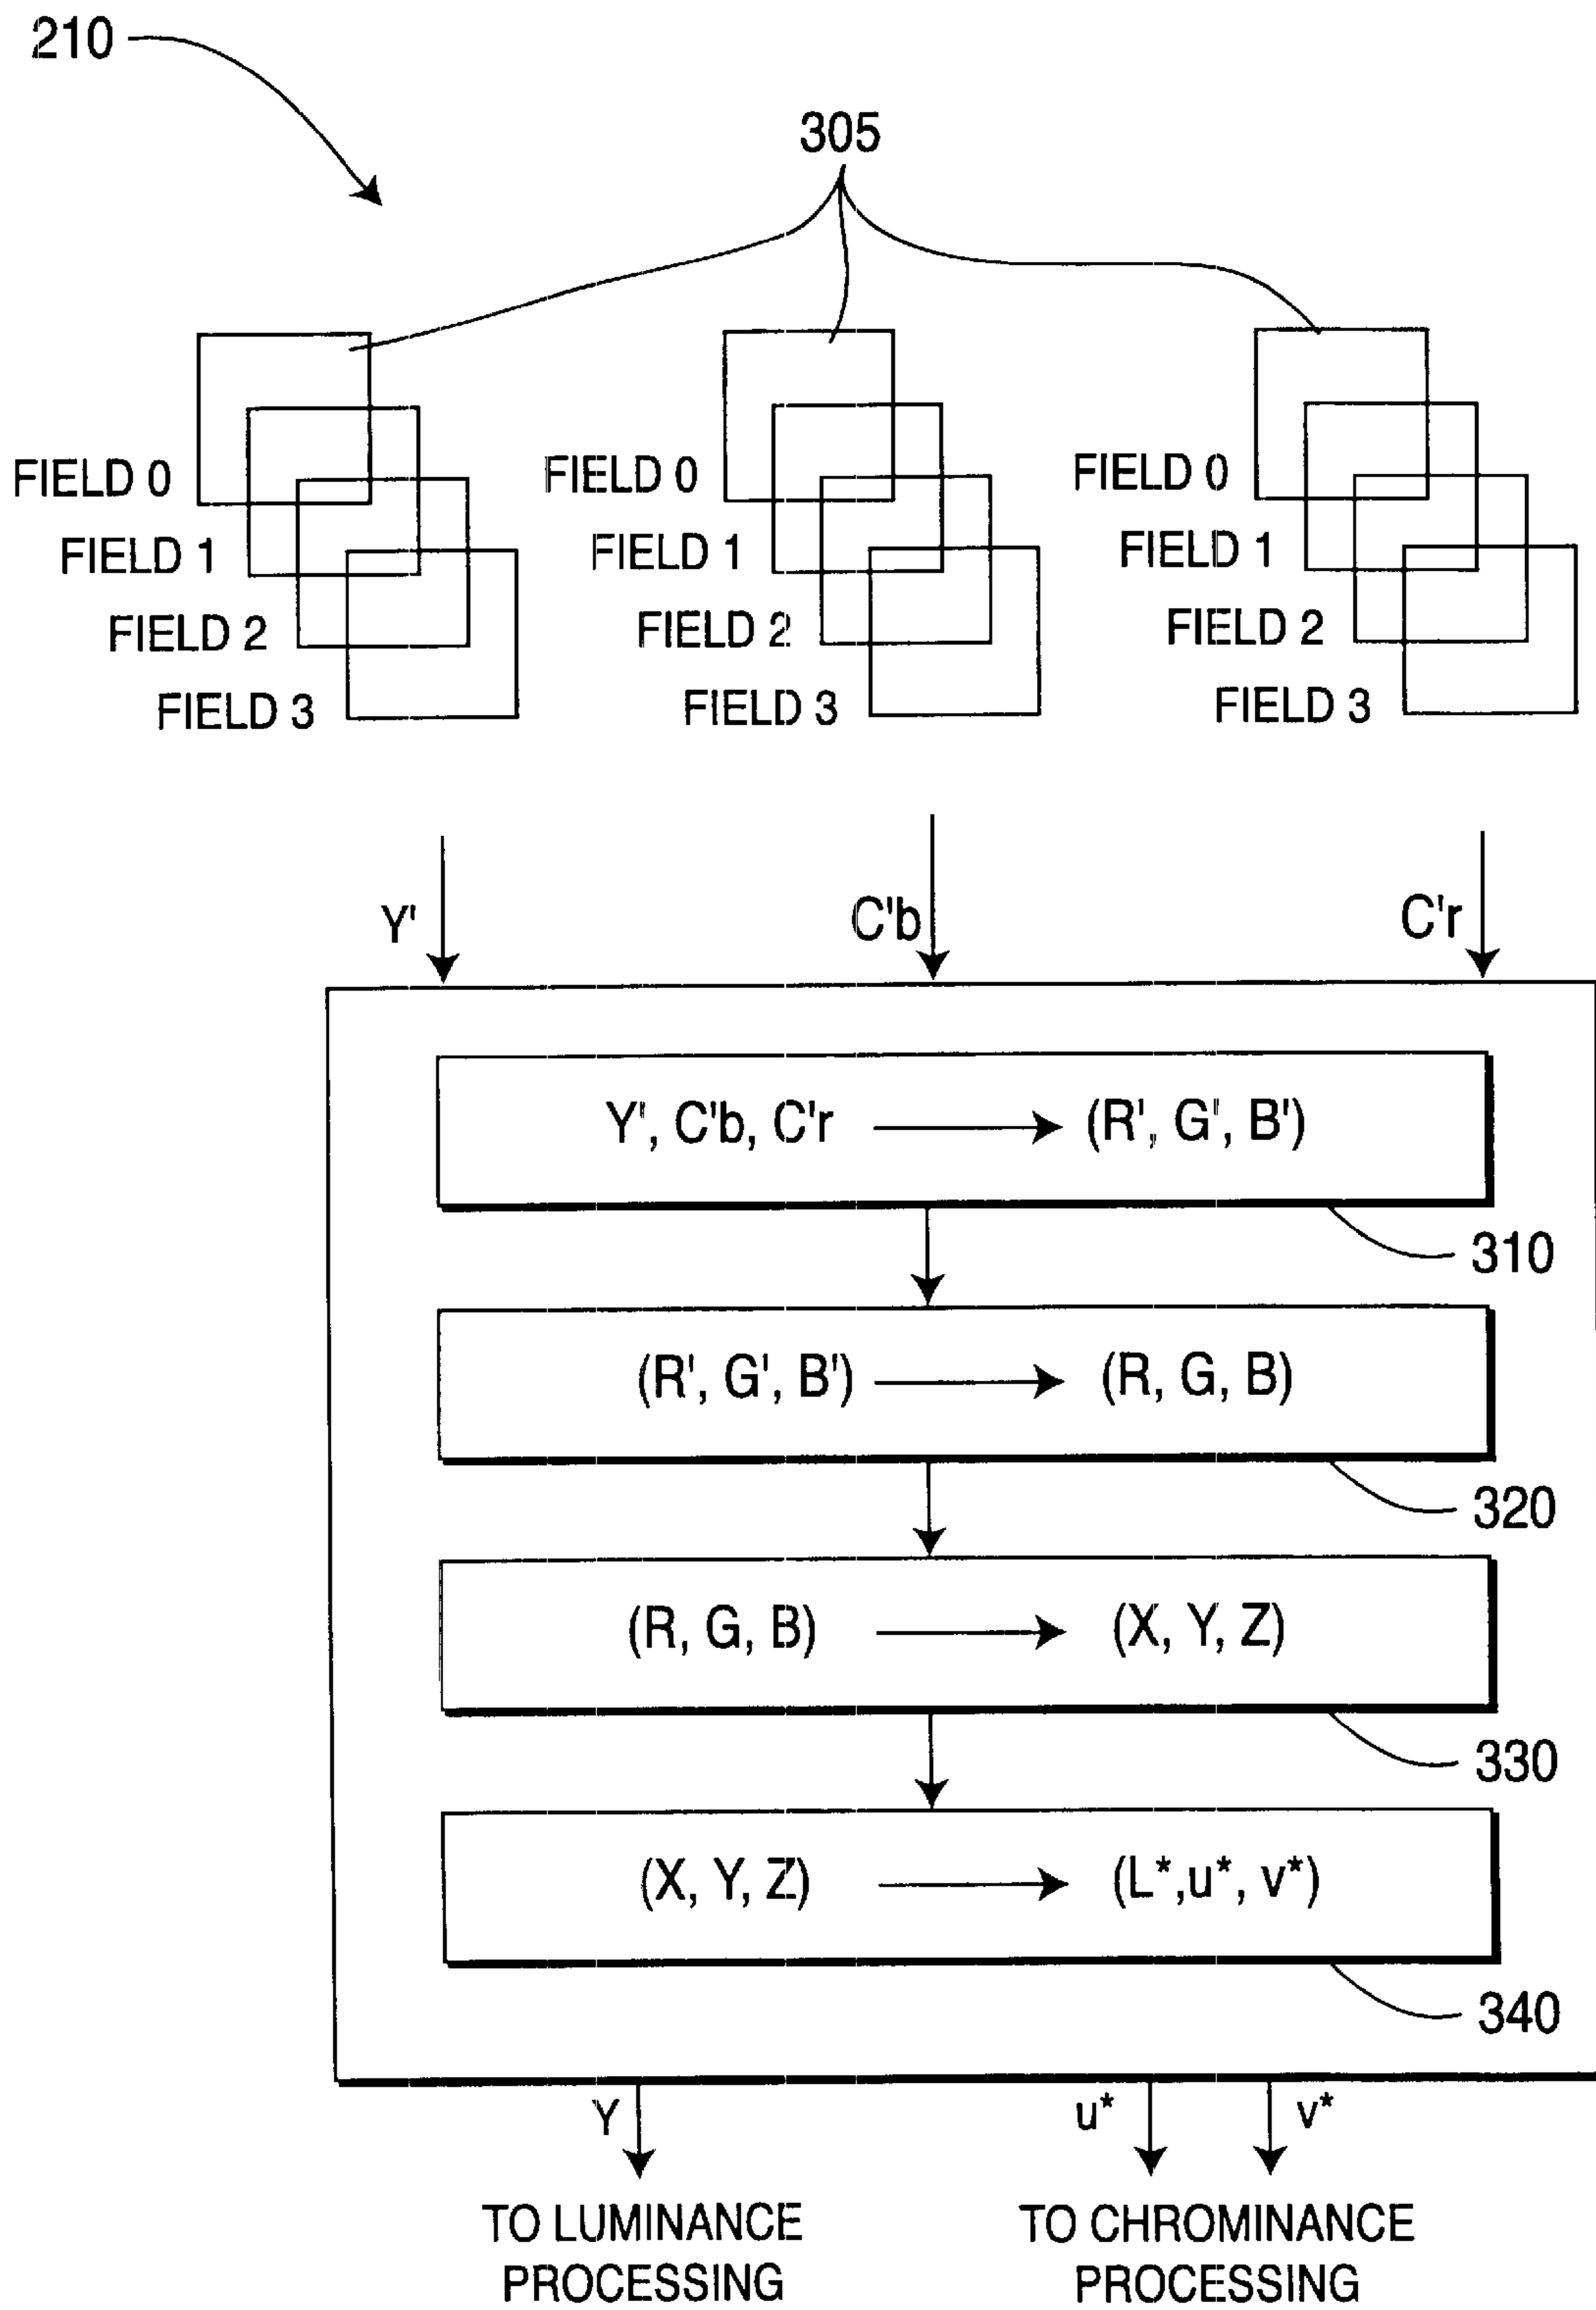 210
305
FIELD 0
FIELD 1
FIELD 2
FIELD 3
FIELD 0
FIELD 1
FIELD 2
FIELD 3
FIELD 0
FIELD 1
FIELD 2
FIELD 3
Y'
C'b
C'r
Y', C'b, C'r (R', G', B')
310
(R', G', B') (R, G, B)
320
(R, G, B) (X, Y, Z)
330
(X, Y, Z) (L*,u*, v*)
340
Y
u*
v*
TO LUMINANCE
PROCESSING
TO CHROMINANCE
PROCESSING